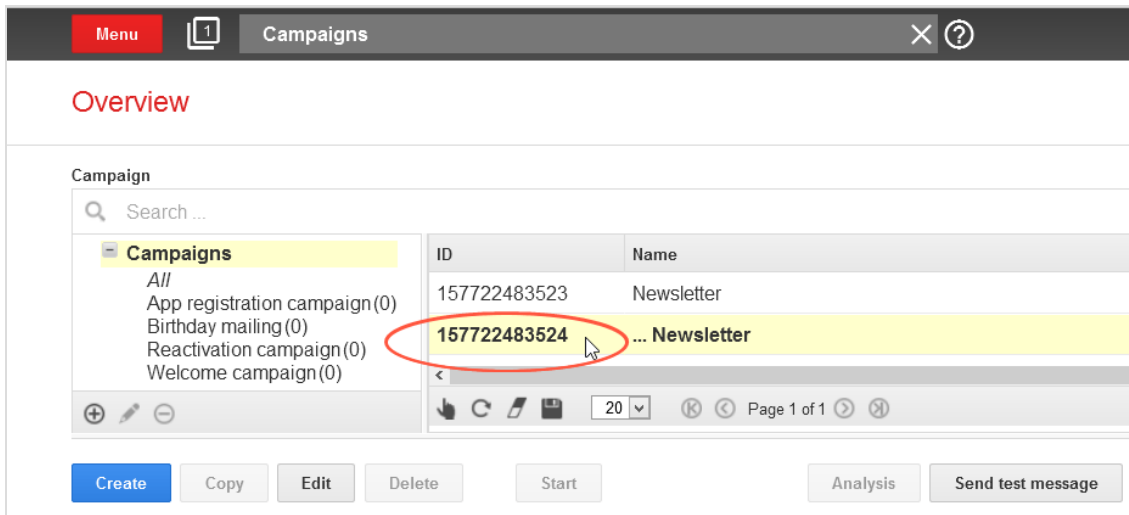 Menu 1 Campaigns
Overview
Campaign
Search ...
Campaigns
All
App registration campaign (0)
Birthday mailing (0)
Reactivation campaign (0)
Welcome campaign (0)
ID Name
157722483523 Newsletter
157722483524 ... Newsletter
20 Page 1 of 1
Create Copy Edit Delete Start Analysis Send test message